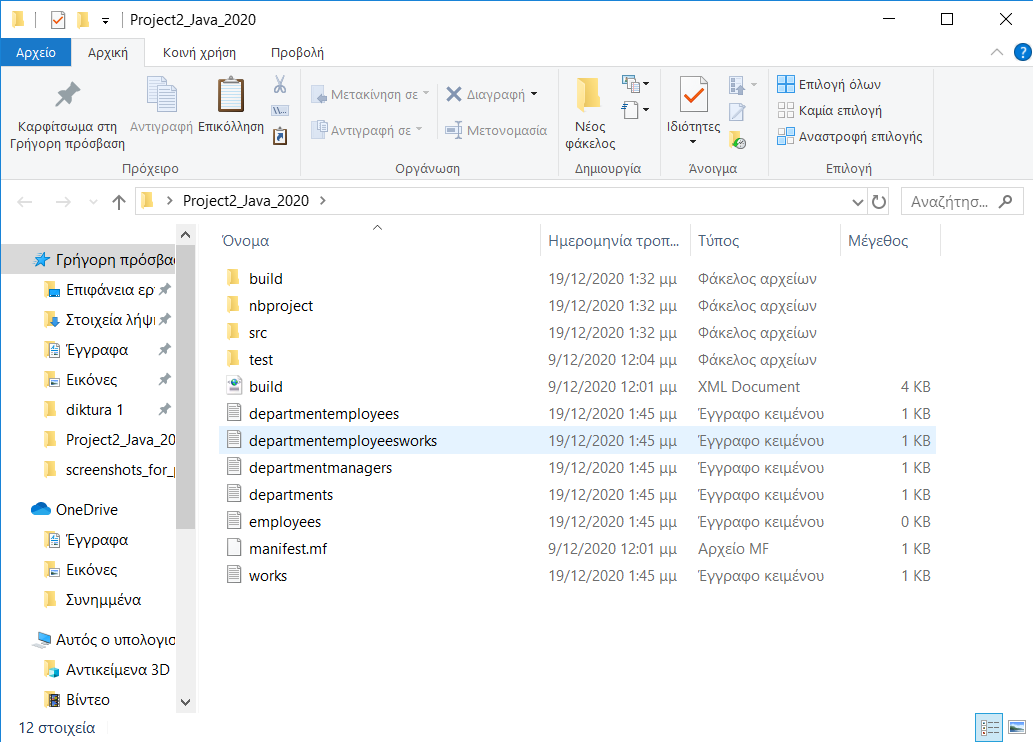 Project2_Java_2020
Αρχείο Αρχική Κοινή χρήση Προβολή
Καρφίτσωμα στη Γρήγορη πρόσβαση
Αντιγραφή
Επικόλληση
Πρόχειρο
Μετακίνηση σε
Αντιγραφή σε
Διαγραφή
Μετονομασία
Οργάνωση
Νέος φάκελος
Δημιουργία
Ιδιότητες
Άνοιγμα
Επιλογή όλων
Καμία επιλογή
Αναστροφή επιλογής
Επιλογή
Project2_Java_2020
Αναζήτησ...
Γρήγορη πρόσβα
Επιφάνεια ερ
Στοιχεία λήψ
Έγγραφα
Εικόνες
diktura 1
Project2_Java_20
screenshots_for_p
OneDrive
Έγγραφα
Εικόνες
Συνημμένα
Αυτός ο υπολογισ
Αντικείμενα 3D
Βίντεο
Όνομα Ημερομηνία τροπ... Τύπος Μέγεθος
build 19/12/2020 1:32 μμ Φάκελος αρχείων
nbproject 19/12/2020 1:32 μμ Φάκελος αρχείων
src 19/12/2020 1:32 μμ Φάκελος αρχείων
test 9/12/2020 12:04 μμ Φάκελος αρχείων
build 9/12/2020 12:01 μμ XML Document 4 KB
departmentemployees 19/12/2020 1:45 μμ Έγγραφο κειμένου 1 KB
departmentemployeesworks 19/12/2020 1:45 μμ Έγγραφο κειμένου 1 KB
departmentmanagers 19/12/2020 1:45 μμ Έγγραφο κειμένου 1 KB
departments 19/12/2020 1:45 μμ Έγγραφο κειμένου 1 KB
employees 19/12/2020 1:45 μμ Έγγραφο κειμένου 0 KB
manifest.mf 9/12/2020 12:01 μμ Αρχείο MF 1 KB
works 19/12/2020 1:45 μμ Έγγραφο κειμένου 1 KB
12 στοιχεία